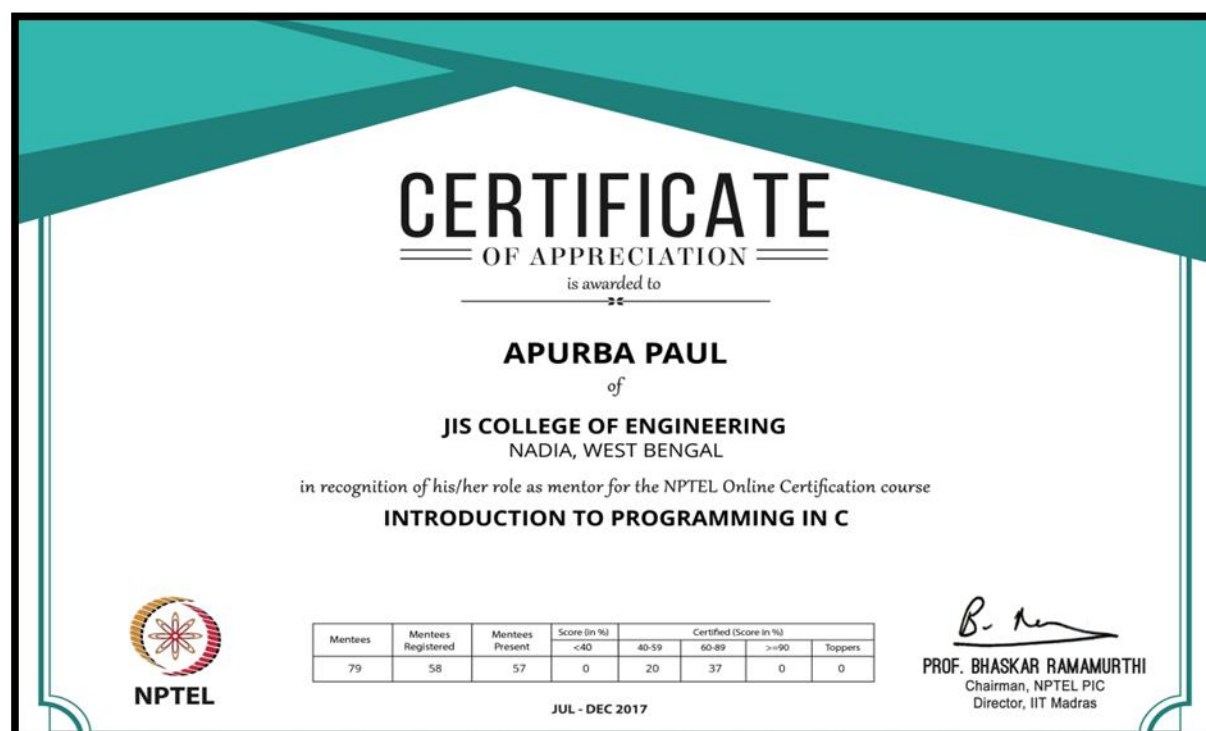 CERTIFICATE
OF APPRECIATION
is awarded to
APURBA PAUL
of
JIS COLLEGE OF ENGINEERING
NADIA, WEST BENGAL
in recognition of his/her role as mentor for the NPTEL Online Certification course
INTRODUCTION TO PROGRAMMING IN C
NPTEL
Mentees Mentees Registered Mentees Present Score (in %) Certified (Score in %)
<40 40-59 60-89 >=90 Toppers
79 58 57 0 20 37 0 0
JUL - DEC 2017
PROF. BHASKAR RAMAMURTHI
Chairman, NPTEL PIC
Director, IIT Madras